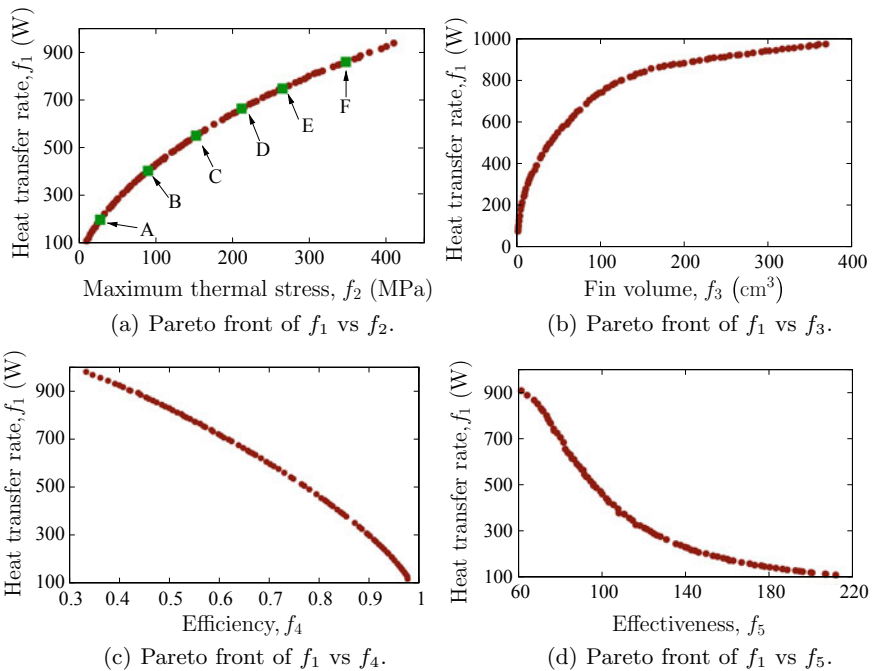 Heat transfer rate, f₁ (W)
900
700
500
300
100
0 100 200 300 400
A
B
C
D
E
F
Maximum thermal stress, f₂ (MPa)
(a) Pareto front of f₁ vs f₂.
Heat transfer rate, f₁ (W)
1000
800
600
400
200
0
0 100 200 300 400
Fin volume, f₃ (cm³)
(b) Pareto front of f₁ vs f₃.
Heat transfer rate, f₁ (W)
900
700
500
300
100
0.3 0.4 0.5 0.6 0.7 0.8 0.9 1
Efficiency, f₄
(c) Pareto front of f₁ vs f₄.
Heat transfer rate, f₁ (W)
900
700
500
300
100
60 100 140 180 220
Effectiveness, f₅
(d) Pareto front of f₁ vs f₅.